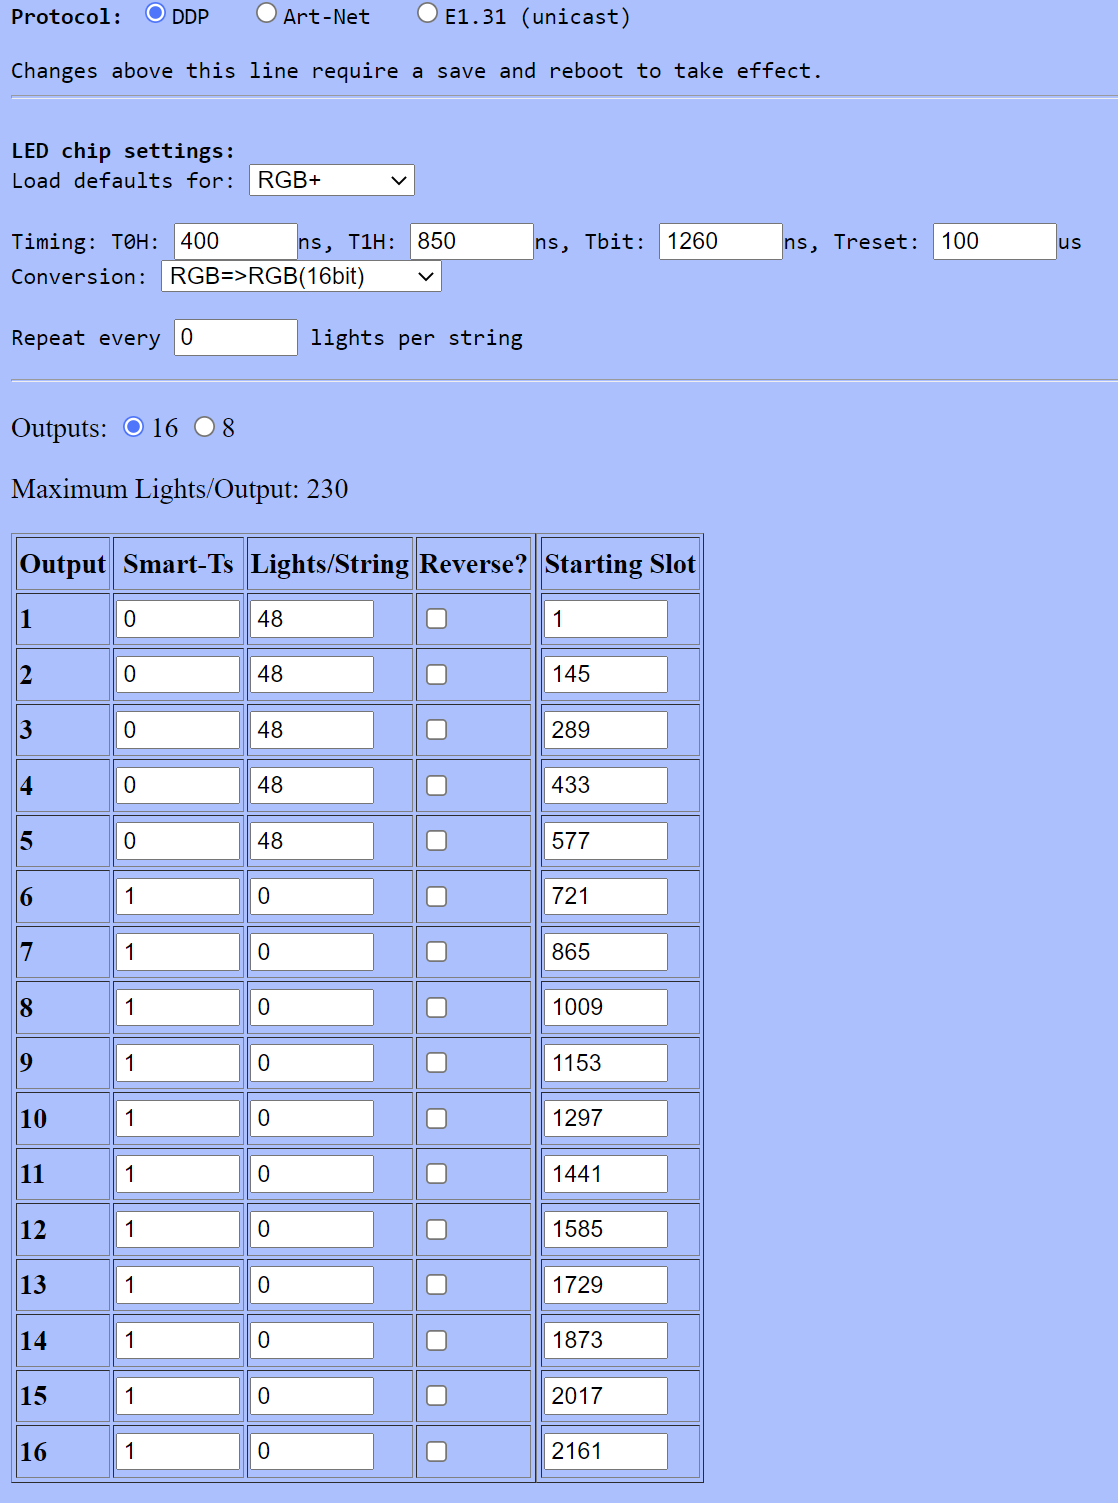 Protocol: DDP Art-Net E1.31 (unicast)
Changes above this line require a save and reboot to take effect.
LED chip settings:
Load defaults for: RGB+
Timing: T0H: 400 ns, T1H: 850 ns, Tbit: 1260 ns, Treset: 100 us
Conversion: RGB=>RGB(16bit)
Repeat every 0 lights per string
Outputs: 16 8
Maximum Lights/Output: 230
Output Smart-Ts Lights/String Reverse? Starting Slot
1 0 48 1
2 0 48 145
3 0 48 289
4 0 48 433
5 0 48 577
6 1 0 721
7 1 0 865
8 1 0 1009
9 1 0 1153
10 1 0 1297
11 1 0 1441
12 1 0 1585
13 1 0 1729
14 1 0 1873
15 1 0 2017
16 1 0 2161